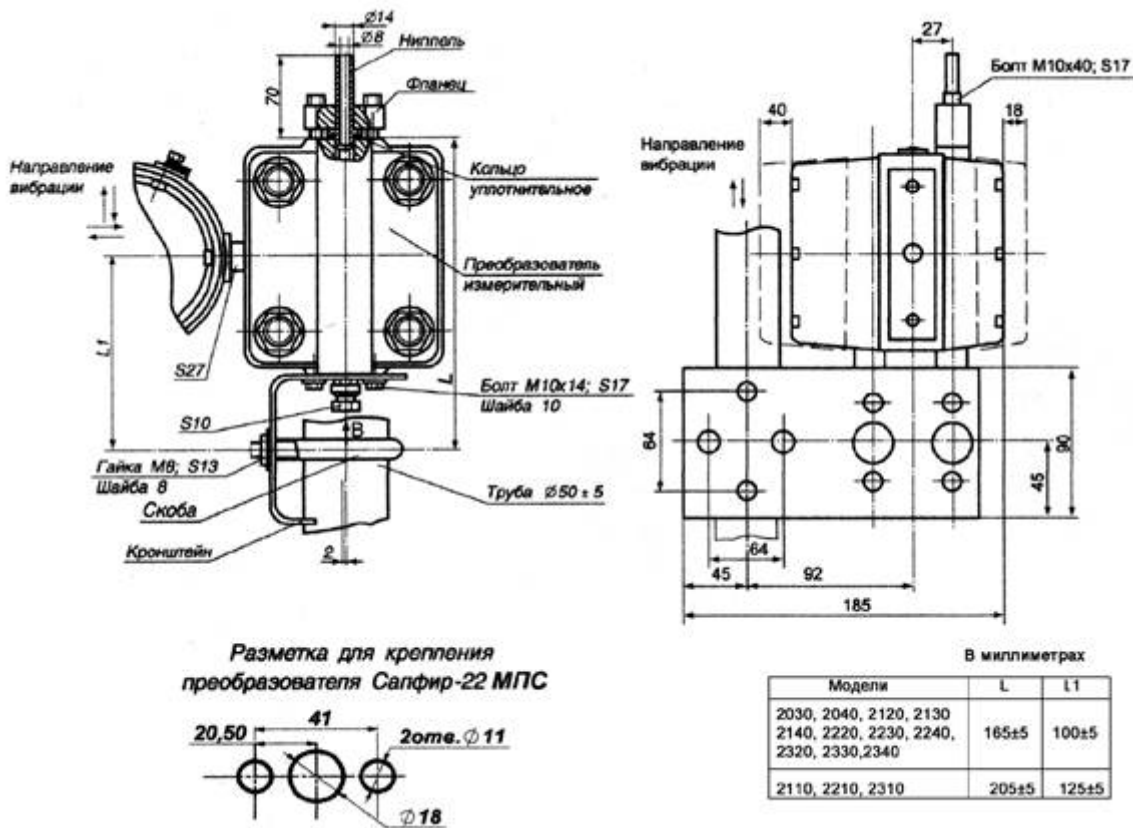 Ø14
Ø8
Ниппель
Фланец
70
Направление
вибрации
Кольцо
уплотнительное
Преобразователь
измерительный
L1
L
S27
Болт М10х14; S17
Шайба 10
S10
В
Гайка М8; S13
Шайба 8
Скоба
Труба Ø50±5
Кронштейн
2
27
Болт М10х40; S17
40
18
Направление
вибрации
64
90
45
64
45
92
185
Разметка для крепления
преобразователя Сапфир-22 МПС
41
20,50
2отв. Ø11
Ø18
В миллиметрах
Модели L L1
2030, 2040, 2120, 2130
2140, 2220, 2230, 2240, 165±5 100±5
2320, 2330,2340
2110, 2210, 2310 205±5 125±5